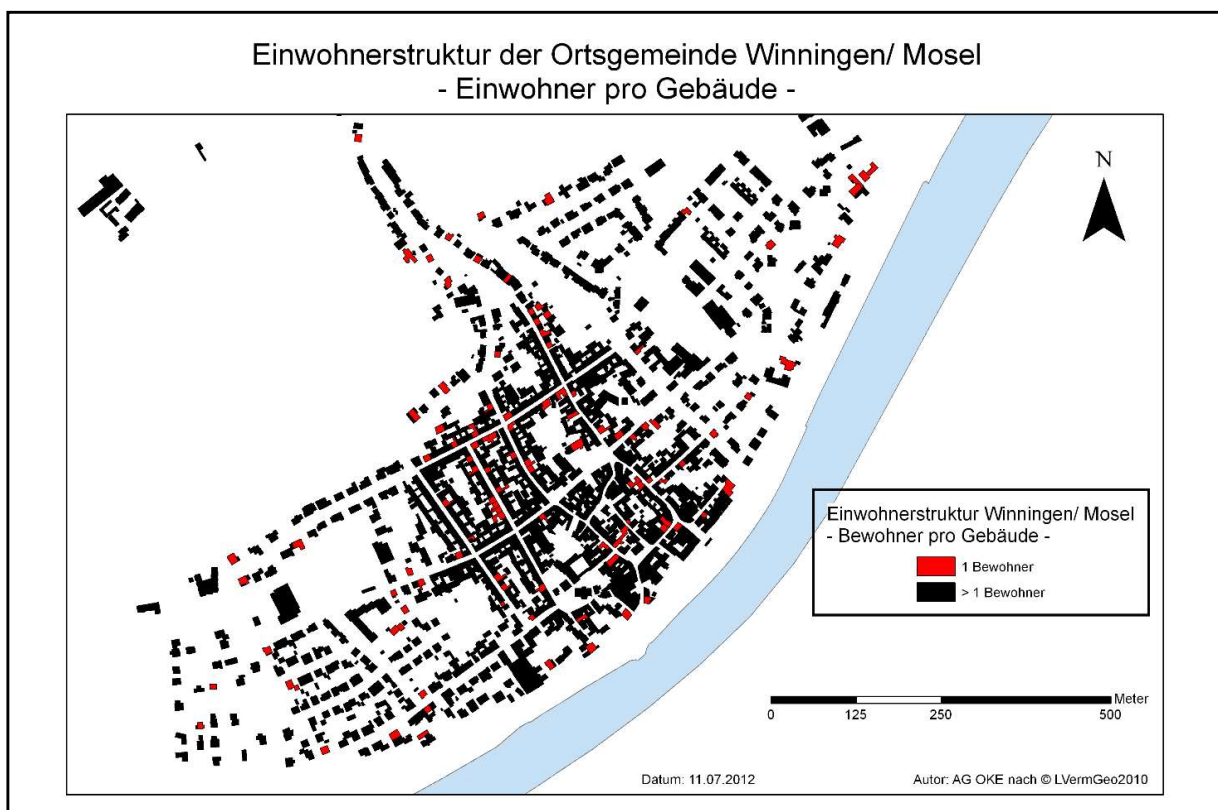 Einwohnerstruktur der Ortsgemeinde Winningen/ Mosel
- Einwohner pro Gebäude -
N
Einwohnerstruktur Winningen/ Mosel
- Bewohner pro Gebäude -
1 Bewohner
> 1 Bewohner
Meter
0 125 250 500
Datum: 11.07.2012 Autor: AG OKE nach © LVermGeo2010